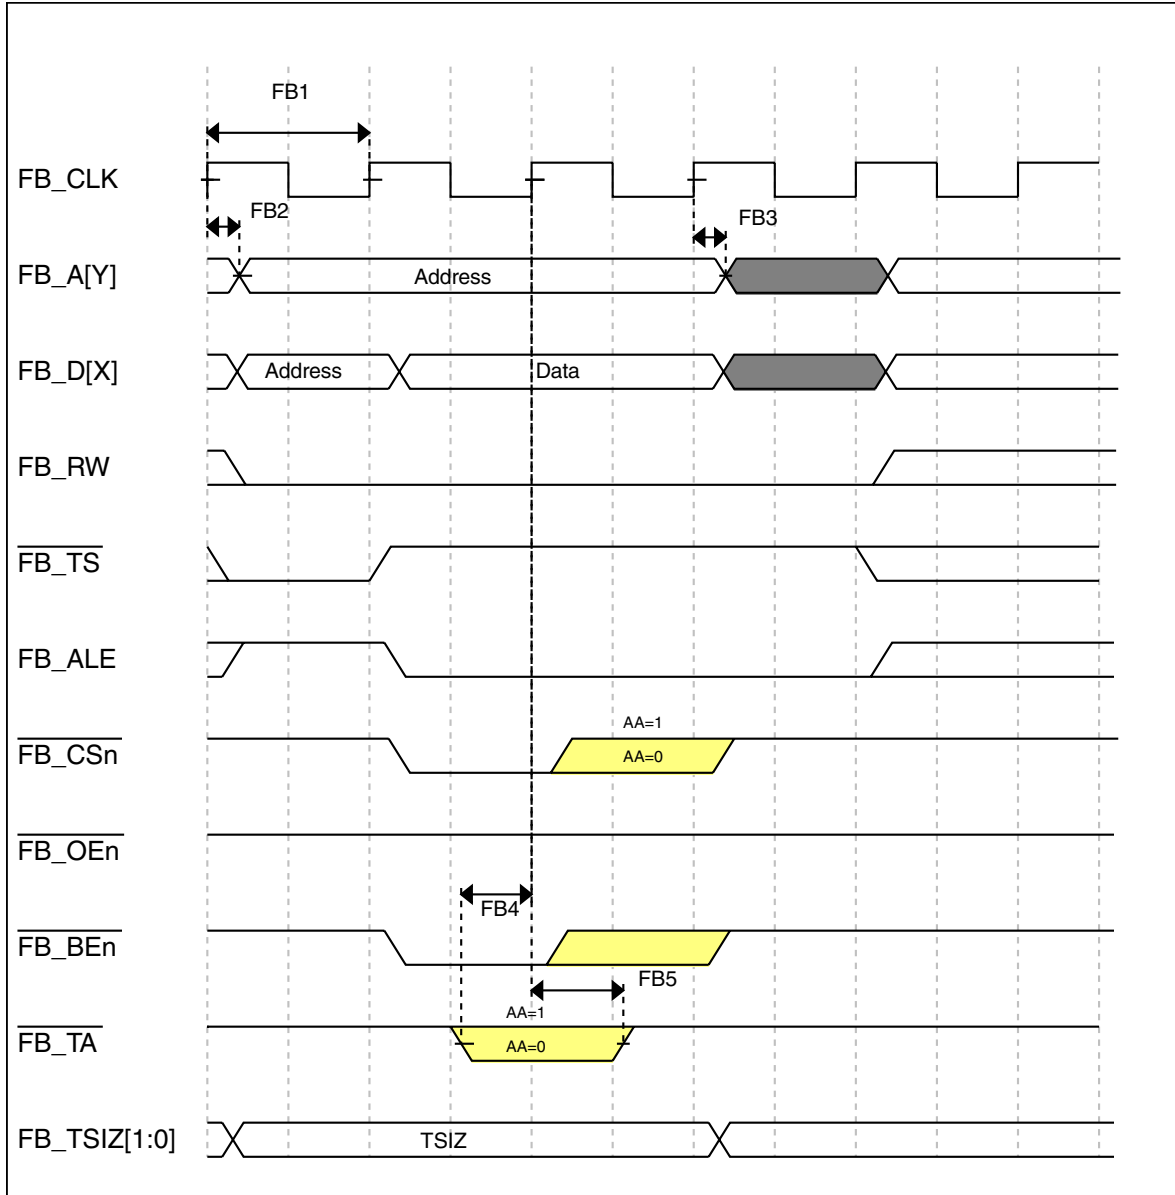 FB1
FB_CLK
FB2
FB3
FB_A[Y]
Address
FB_D[X]
Address
Data
FB_RW
FB_TS
FB_ALE
AA=1
FB_CSn
AA=0
FB_OEn
FB4
FB_BEn
FB5
AA=1
FB_TA
AA=0
FB_TSIZ[1:0]
TSIZ